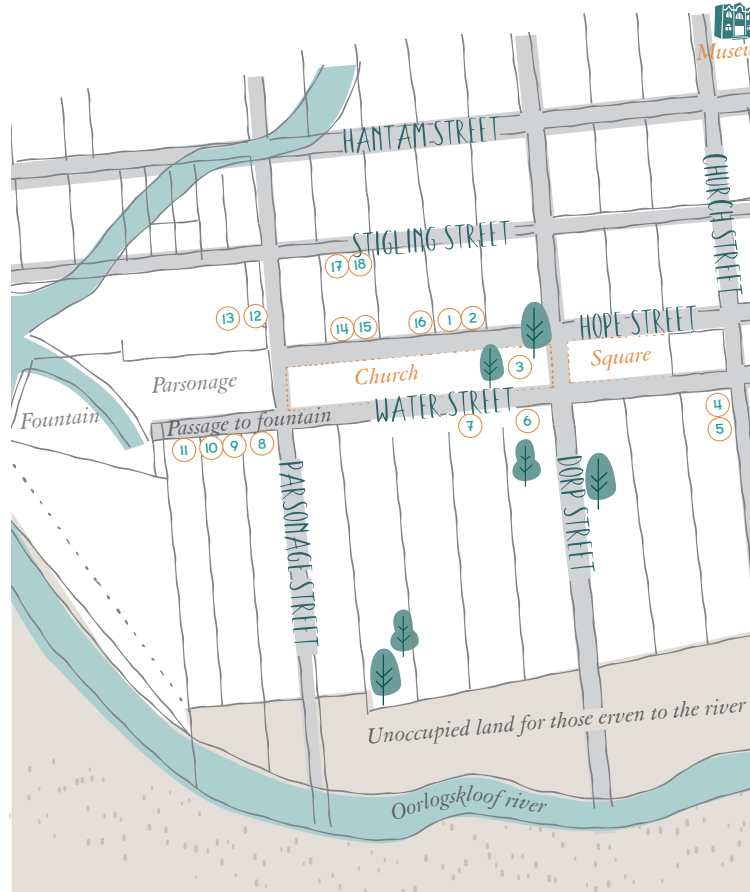 Museu
HANTAM STREET
CHURCH STREET
STIGLING STREET
17 18
13 12
14 15
16 1 2
HOPE STREET
Square
Church
3
Parsonage
Fountain
Passage to fountain
WATER STREET
4
5
7
6
11 10 9 8
PARSONAGE STREET
DORP STREET
Unoccupied land for those erven to the river
Oorlogskloof river